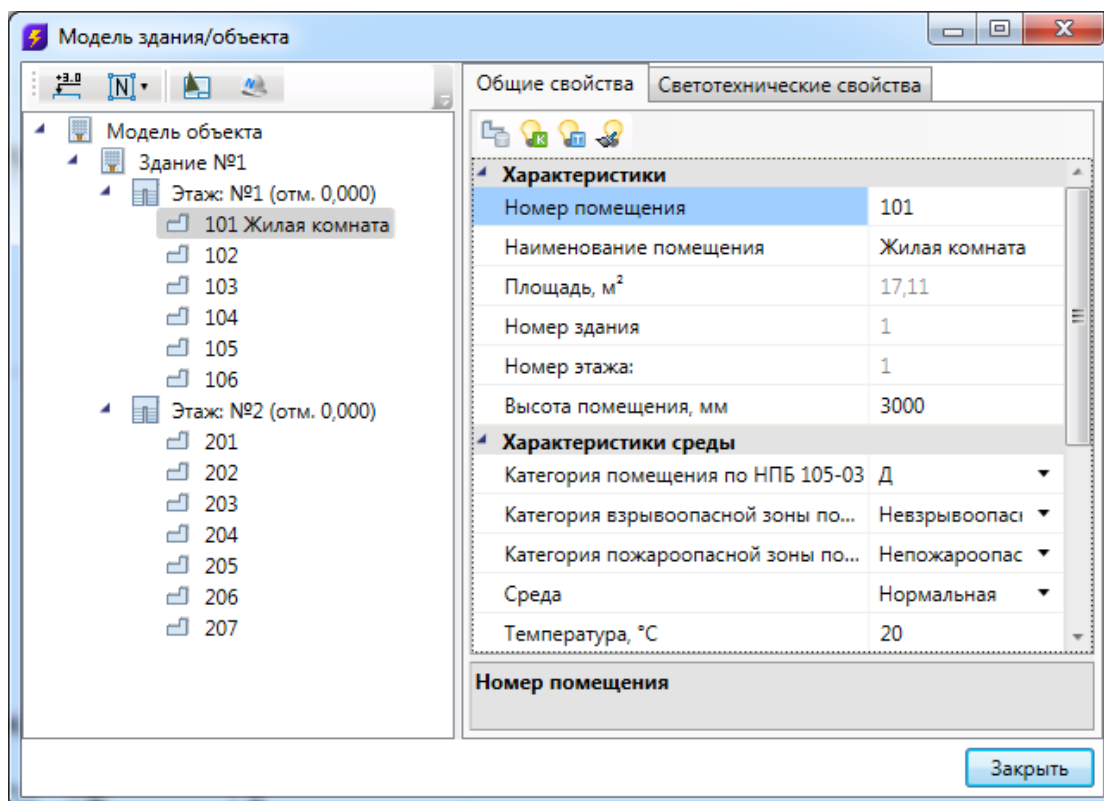 Модель здания/объекта
+3.0
N
Модель объекта
Здание №1
Этаж: №1 (отм. 0,000)
101 Жилая комната
102
103
104
105
106
Этаж: №2 (отм. 0,000)
201
202
203
204
205
206
207
Общие свойства
Светотехнические свойства
Характеристики
Номер помещения 101
Наименование помещения Жилая комната
Площадь, м² 17,11
Номер здания 1
Номер этажа: 1
Высота помещения, мм 3000
Характеристики среды
Категория помещения по НПБ 105-03 Д
Категория взрывоопасной зоны по... Невзрывоопас
Категория пожароопасной зоны по... Непожароопас
Среда Нормальная
Температура, °C 20
Номер помещения
Закрыть